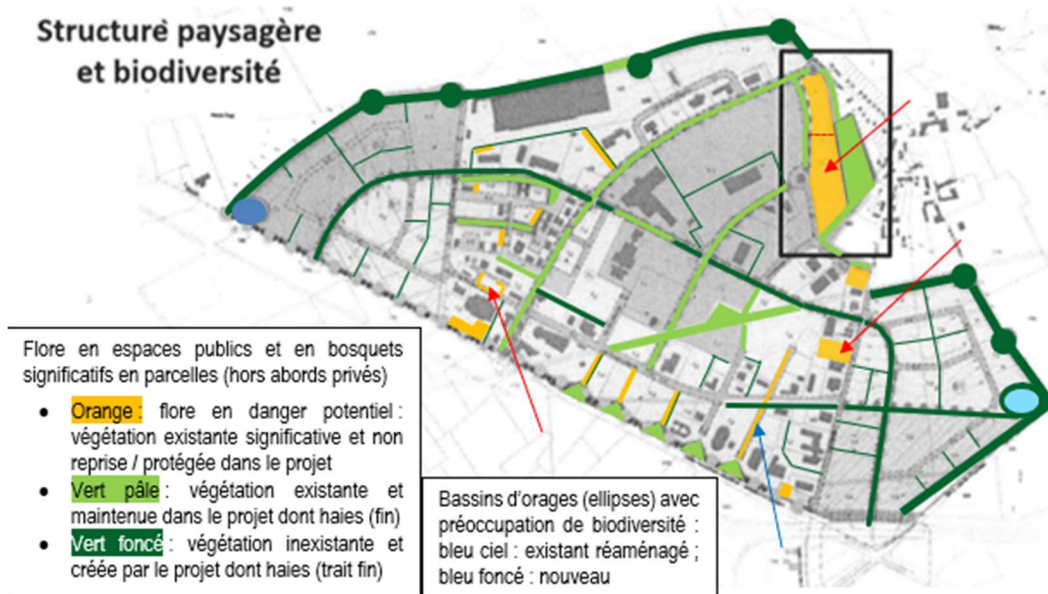 Structure paysagère
et biodiversité
Flore en espaces publics et en bosquets
significatifs en parcelles (hors abords privés)
• Orange : flore en danger potentiel :
végétation existante significative et non
reprise / protégée dans le projet
• Vert pâle : végétation existante et
maintenue dans le projet dont haies (fin)
• Vert foncé : végétation inexistante et
créée par le projet dont haies (trait fin)
Bassins d'orages (ellipses) avec
préoccupation de biodiversité :
bleu ciel : existant réaménagé ;
bleu foncé : nouveau